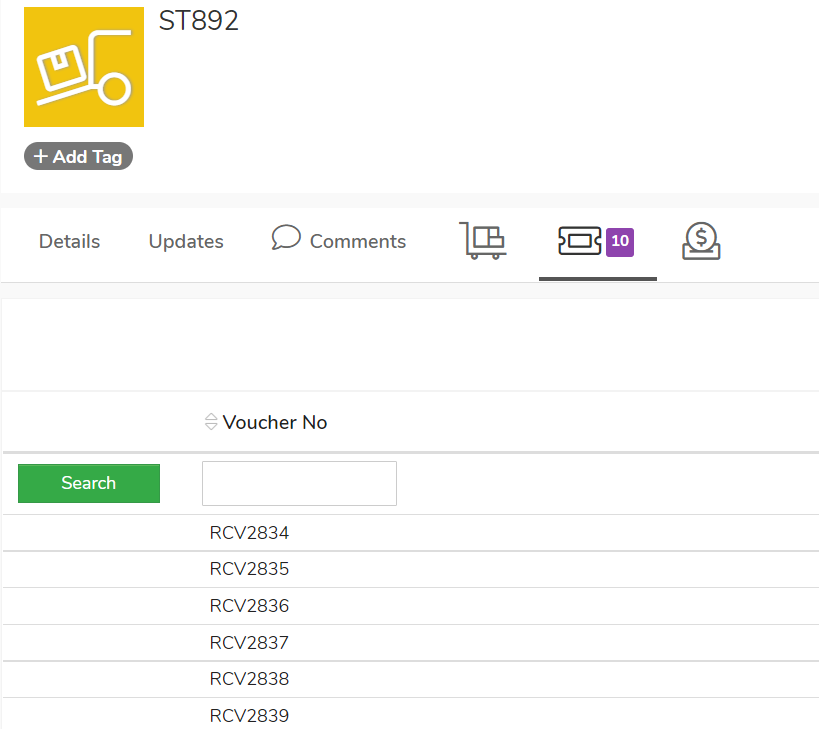 ST892
+ Add Tag
Details Updates Comments 10
Voucher No
Search
RCV2834
RCV2835
RCV2836
RCV2837
RCV2838
RCV2839